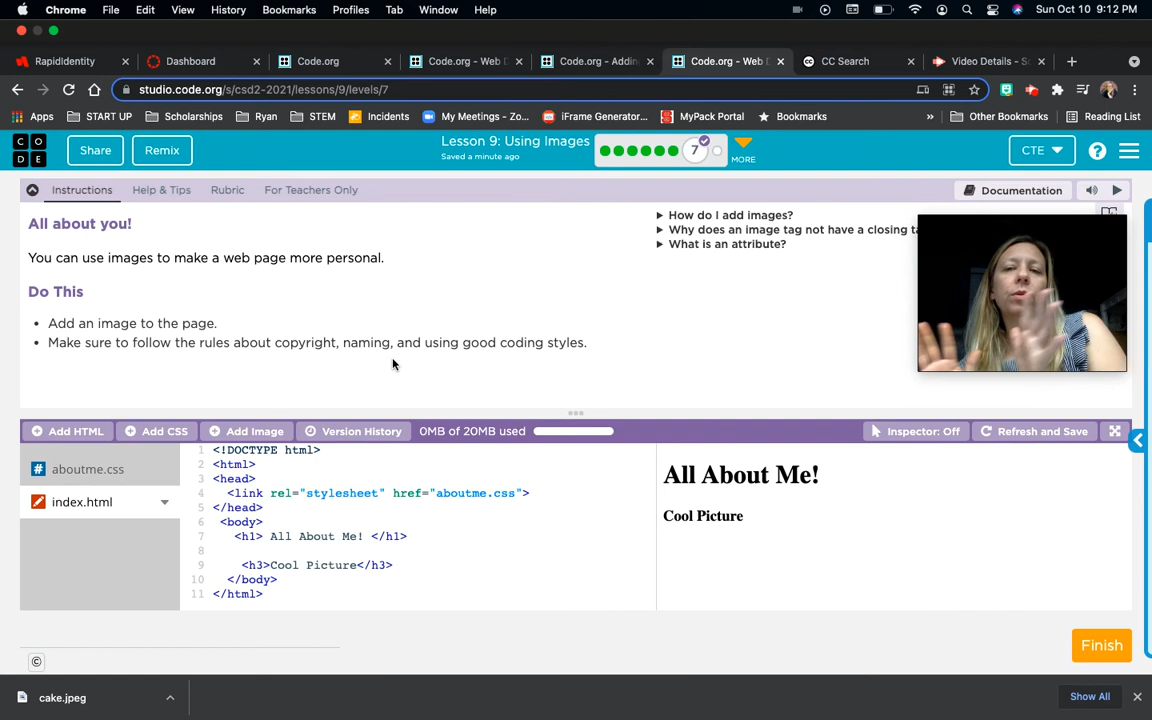 Chrome File Edit View History Bookmarks Profiles Tab Window Help Sun Oct 10 9:12 PM
RapidIdentity Dashboard Code.org Code.org - Web D Code.org - Addin Code.org - Web D CC Search Video Details - Sc
studio.code.org/s/csd2-2021/lessons/9/levels/7
Apps START UP Scholarships Ryan STEM Incidents My Meetings - Zo... iFrame Generator... MyPack Portal Bookmarks » Other Bookmarks Reading List
CODE Share Remix Lesson 9: Using Images 7 MORE CTE ?
Saved a minute ago
Instructions Help & Tips Rubric For Teachers Only Documentation
All about you!
You can use images to make a web page more personal.
Do This
• Add an image to the page.
• Make sure to follow the rules about copyright, naming, and using good coding styles.
How do I add images?
Why does an image tag not have a closing ta
What is an attribute?
Add HTML Add CSS Add Image Version History 0MB of 20MB used Inspector: Off Refresh and Save
# aboutme.css
index.html
1 <!DOCTYPE html>
2 <html>
3 <head>
4 <link rel="stylesheet" href="aboutme.css">
5 </head>
6 <body>
7 <h1> All About Me! </h1>
8
9 <h3>Cool Picture</h3>
10 </body>
11 </html>
All About Me!
Cool Picture
Finish
©
cake.jpeg Show All